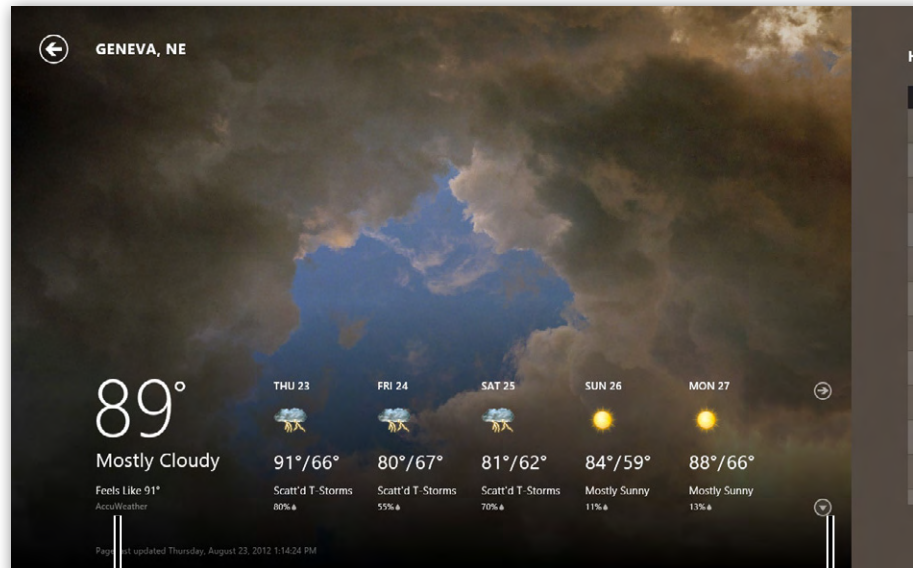 GENEVA, NE
H
89°
Mostly Cloudy
Feels Like 91°
AccuWeather
THU 23
91°/66°
Scatt'd T-Storms
80%
FRI 24
80°/67°
Scatt'd T-Storms
55%
SAT 25
81°/62°
Scatt'd T-Storms
70%
SUN 26
84°/59°
Mostly Sunny
11%
MON 27
88°/66°
Mostly Sunny
13%
Page last updated Thursday, August 23, 2012 1:14:24 PM